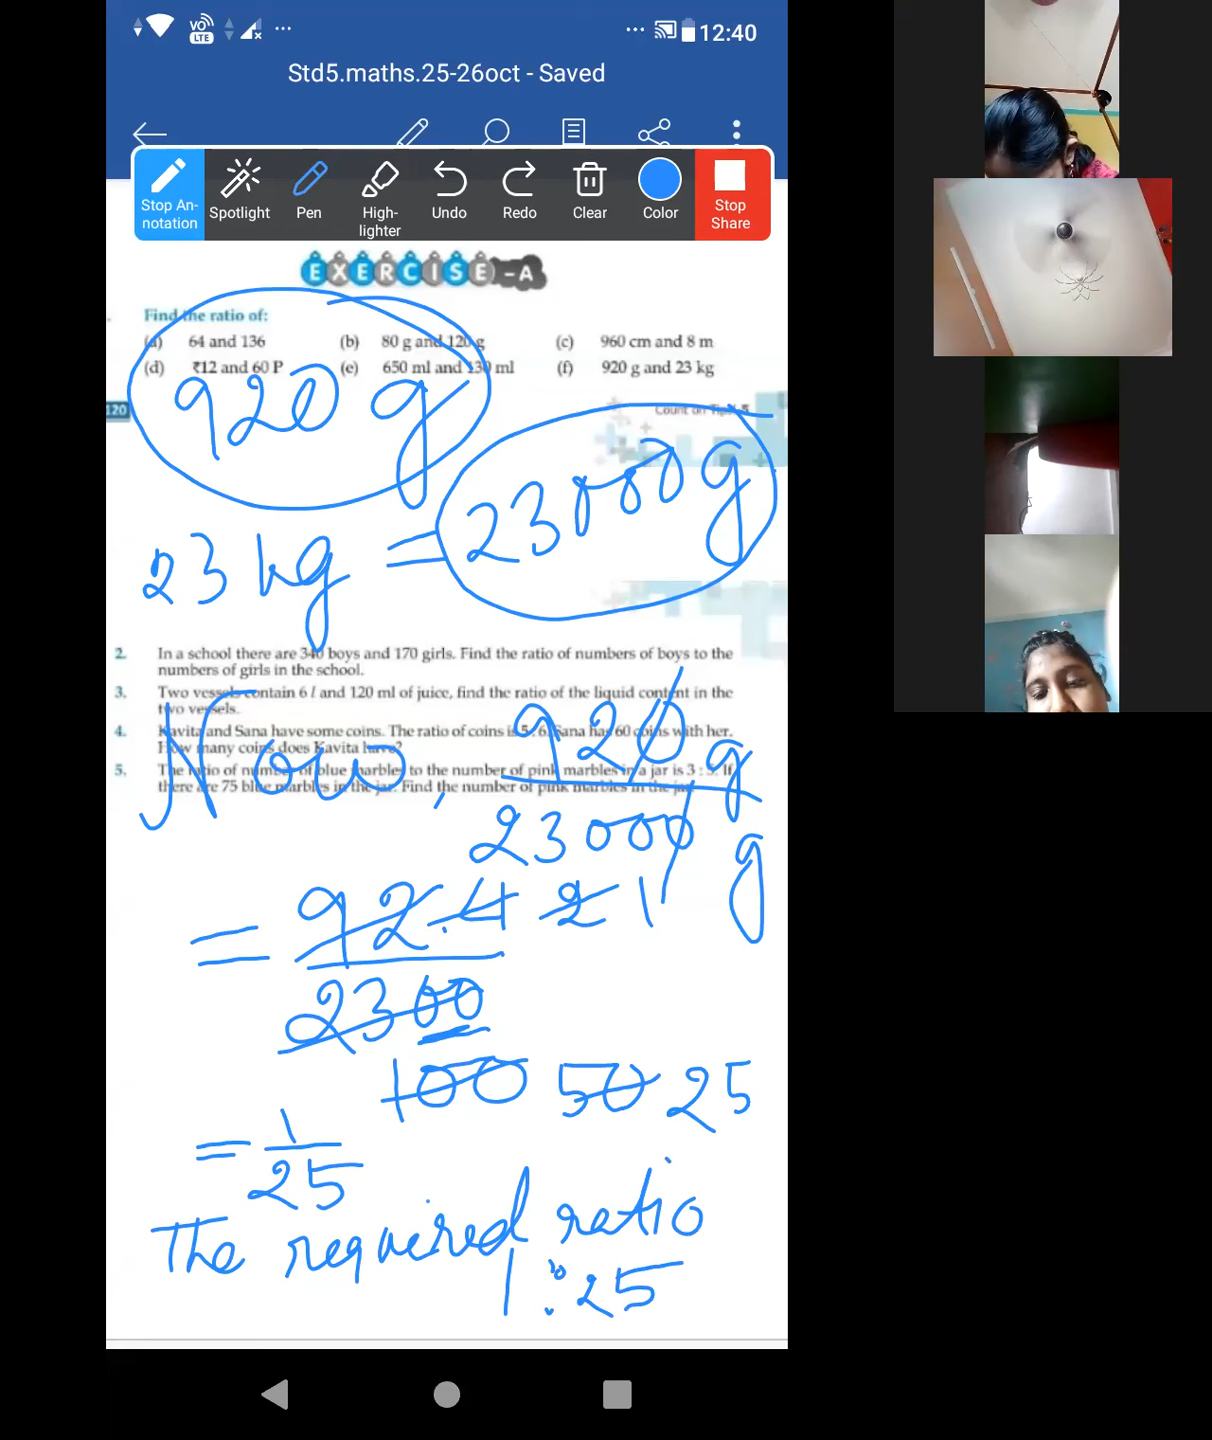 12:40
Std5.maths.25-26oct - Saved
Stop An-
notation
Spotlight
Pen
High-
lighter
Undo
Redo
Clear
Color
Stop
Share
EXERCISE-A
Find the ratio of:
(a) 64 and 136 (b) 80 g and 120 g (c) 960 cm and 8 m
(d) ₹12 and 60 P (e) 650 ml and 130 ml (f) 920 g and 23 kg
120
920 g
23 kg = 23000g
2. In a school there are 340 boys and 170 girls. Find the ratio of numbers of boys to the
numbers of girls in the school.
3. Two vessels contain 6 l and 120 ml of juice, find the ratio of the liquid content in the
two vessels.
4. Kavita and Sana have some coins. The ratio of coins is 5:6. Sana has 60 coins with her.
How many coins does Kavita have?
5. The ratio of number of blue marbles to the number of pink marbles in a jar is 3 : If
there are 75 blue marbles in the jar. Find the number of pink marbles in the
Now, 920 g
23000 g
= 92 4 2 1
2300
100 50 25
= 1
25
The required ratio
1 : 25